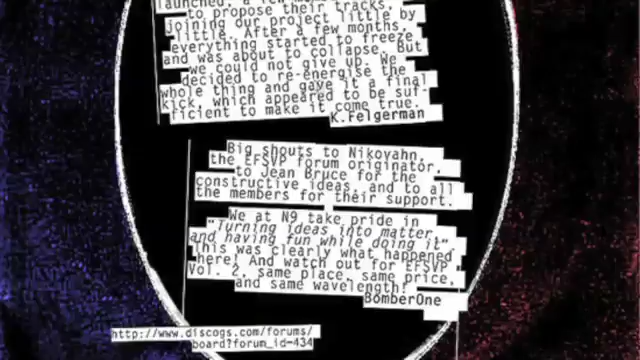 launched, a few
to propose their tracks,
joining our project little by
little. After a few months,
everything started to freeze
and was about to collapse. But
we could not give up. We
decided to re-energise the
whole thing and gave it a final
kick, which appeared to be suf-
ficient to make it come true.
K.Felgerman
Big shouts to Nikovahn,
the EFSVP forum originator,
to Jean Bruce for the
constructive ideas, and to all
the members for their support.
We at N9 take pride in
"Turning ideas into matter
and having fun while doing it"
This was clearly what happened
here! And watch out for EFSVP
Vol. 2, same place, same price,
and same wavelength!
BomberOne
http://www.discogs.com/forums/
board?forum_id=434